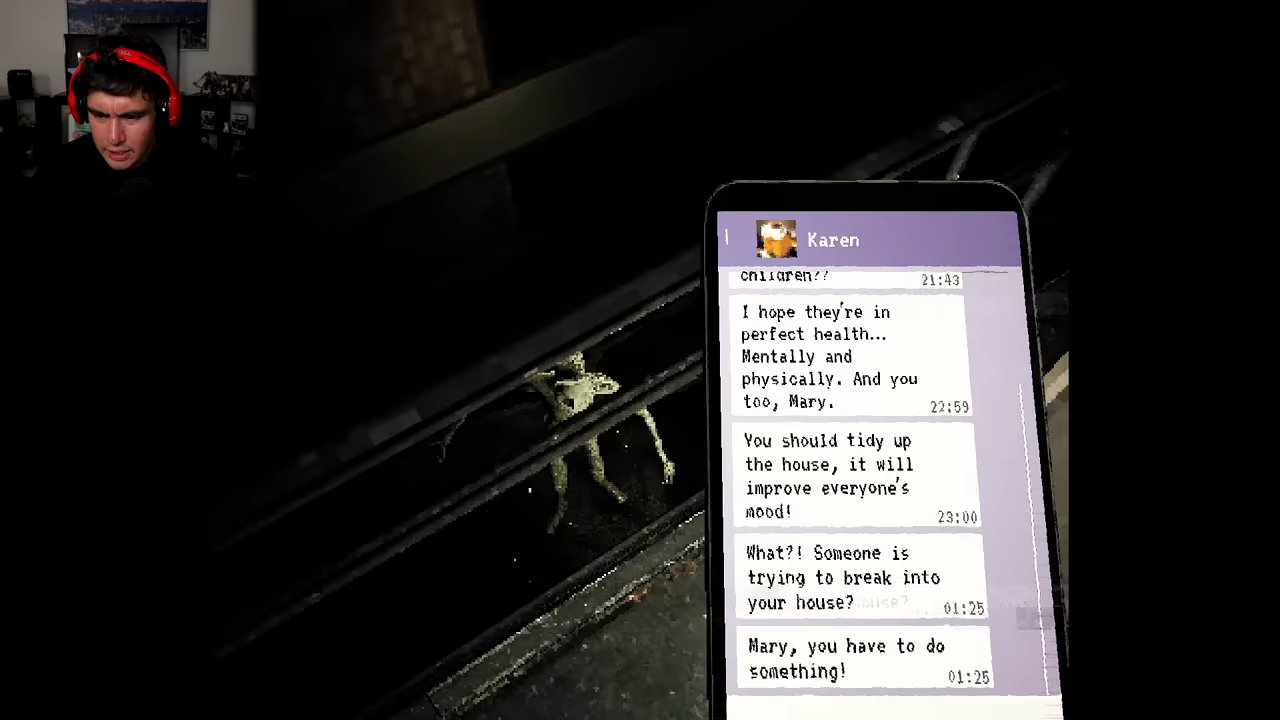 Karen
children??
21:43
I hope they're in
perfect health...
Mentally and
physically. And you
too, Mary.
22:59
You should tidy up
the house, it will
improve everyone's
mood!
23:00
What?! Someone is
trying to break into
your house?
01:25
Mary, you have to do
something!
01:25